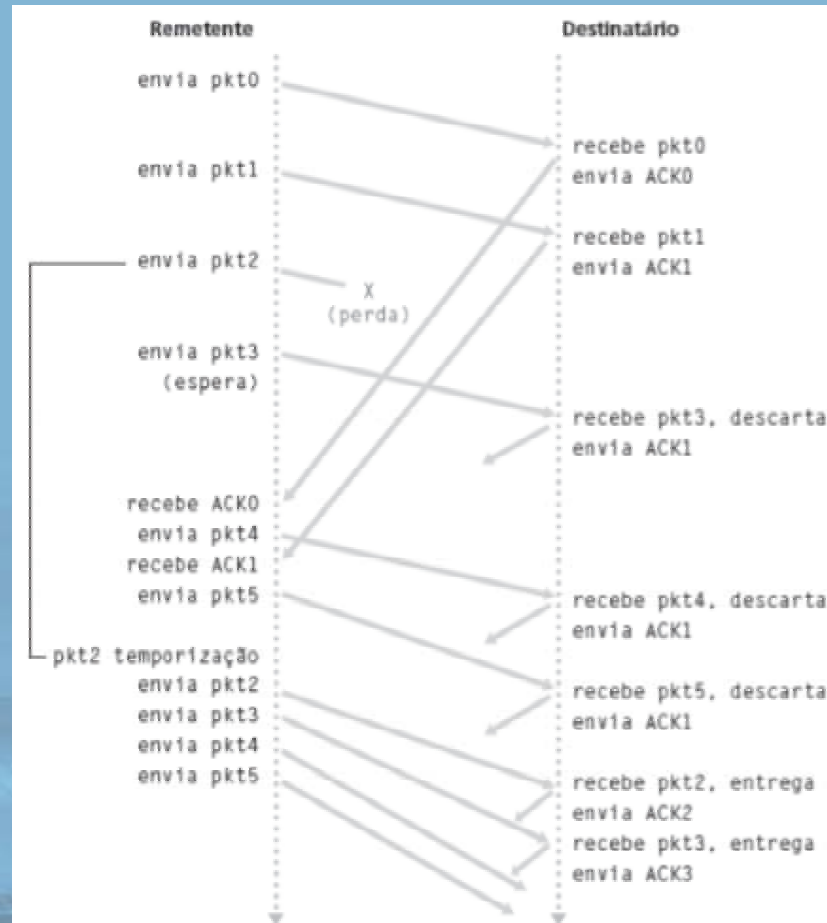 Remetente
Destinatário
envia pkt0
recebe pkt0
envia ACK0
envia pkt1
recebe pkt1
envia ACK1
envia pkt2
X
(perda)
envia pkt3
(espera)
recebe pkt3, descarta
envia ACK1
recebe ACK0
envia pkt4
recebe ACK1
envia pkt5
recebe pkt4, descarta
envia ACK1
pkt2 temporização
envia pkt2
envia pkt3
envia pkt4
envia pkt5
recebe pkt5, descarta
envia ACK1
recebe pkt2, entrega
envia ACK2
recebe pkt3, entrega
envia ACK3